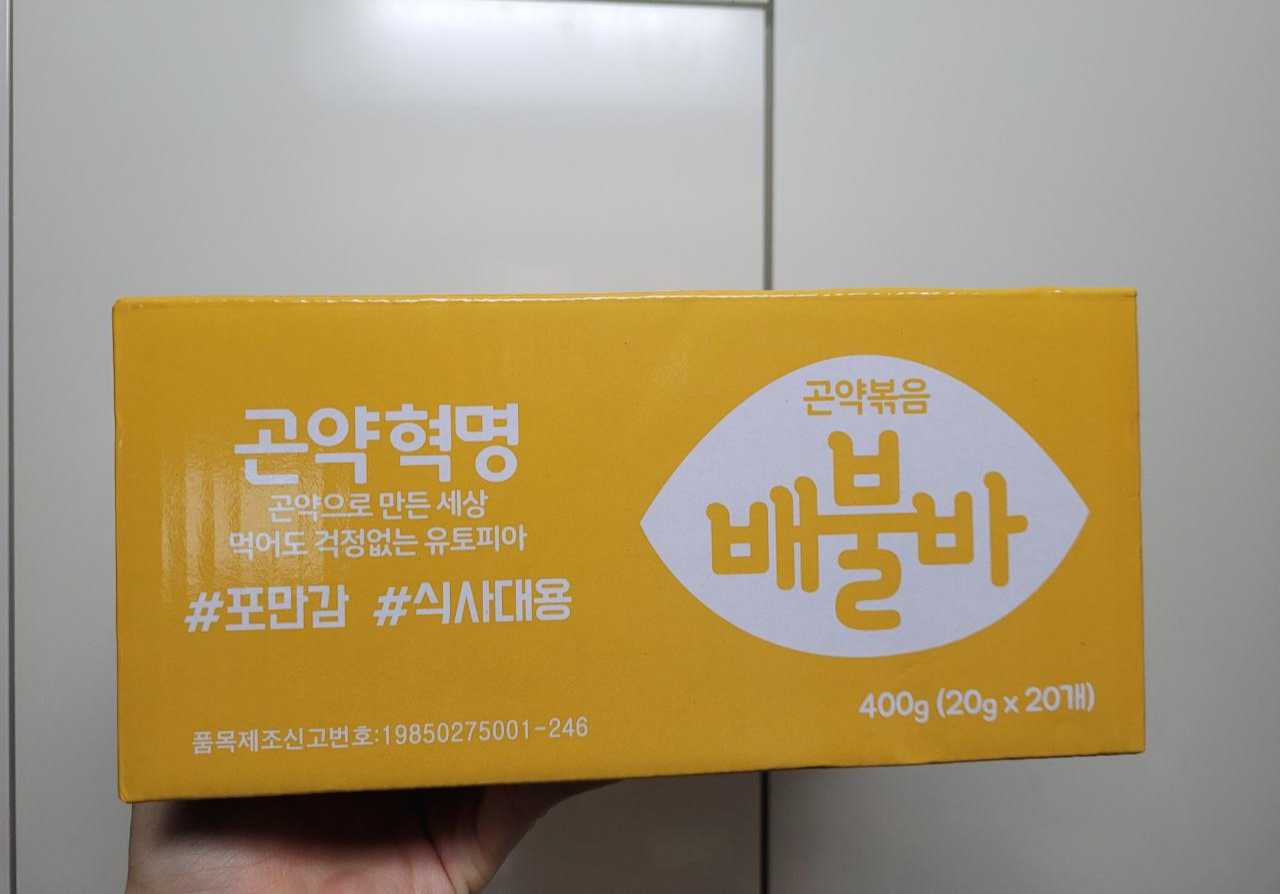 곤약혁명
곤약으로 만든 세상
먹어도 걱정없는 유토피아
#포만감 #식사대용
품목제조신고번호:19850275001-246
곤약볶음
배불바
400g (20g x 20개)